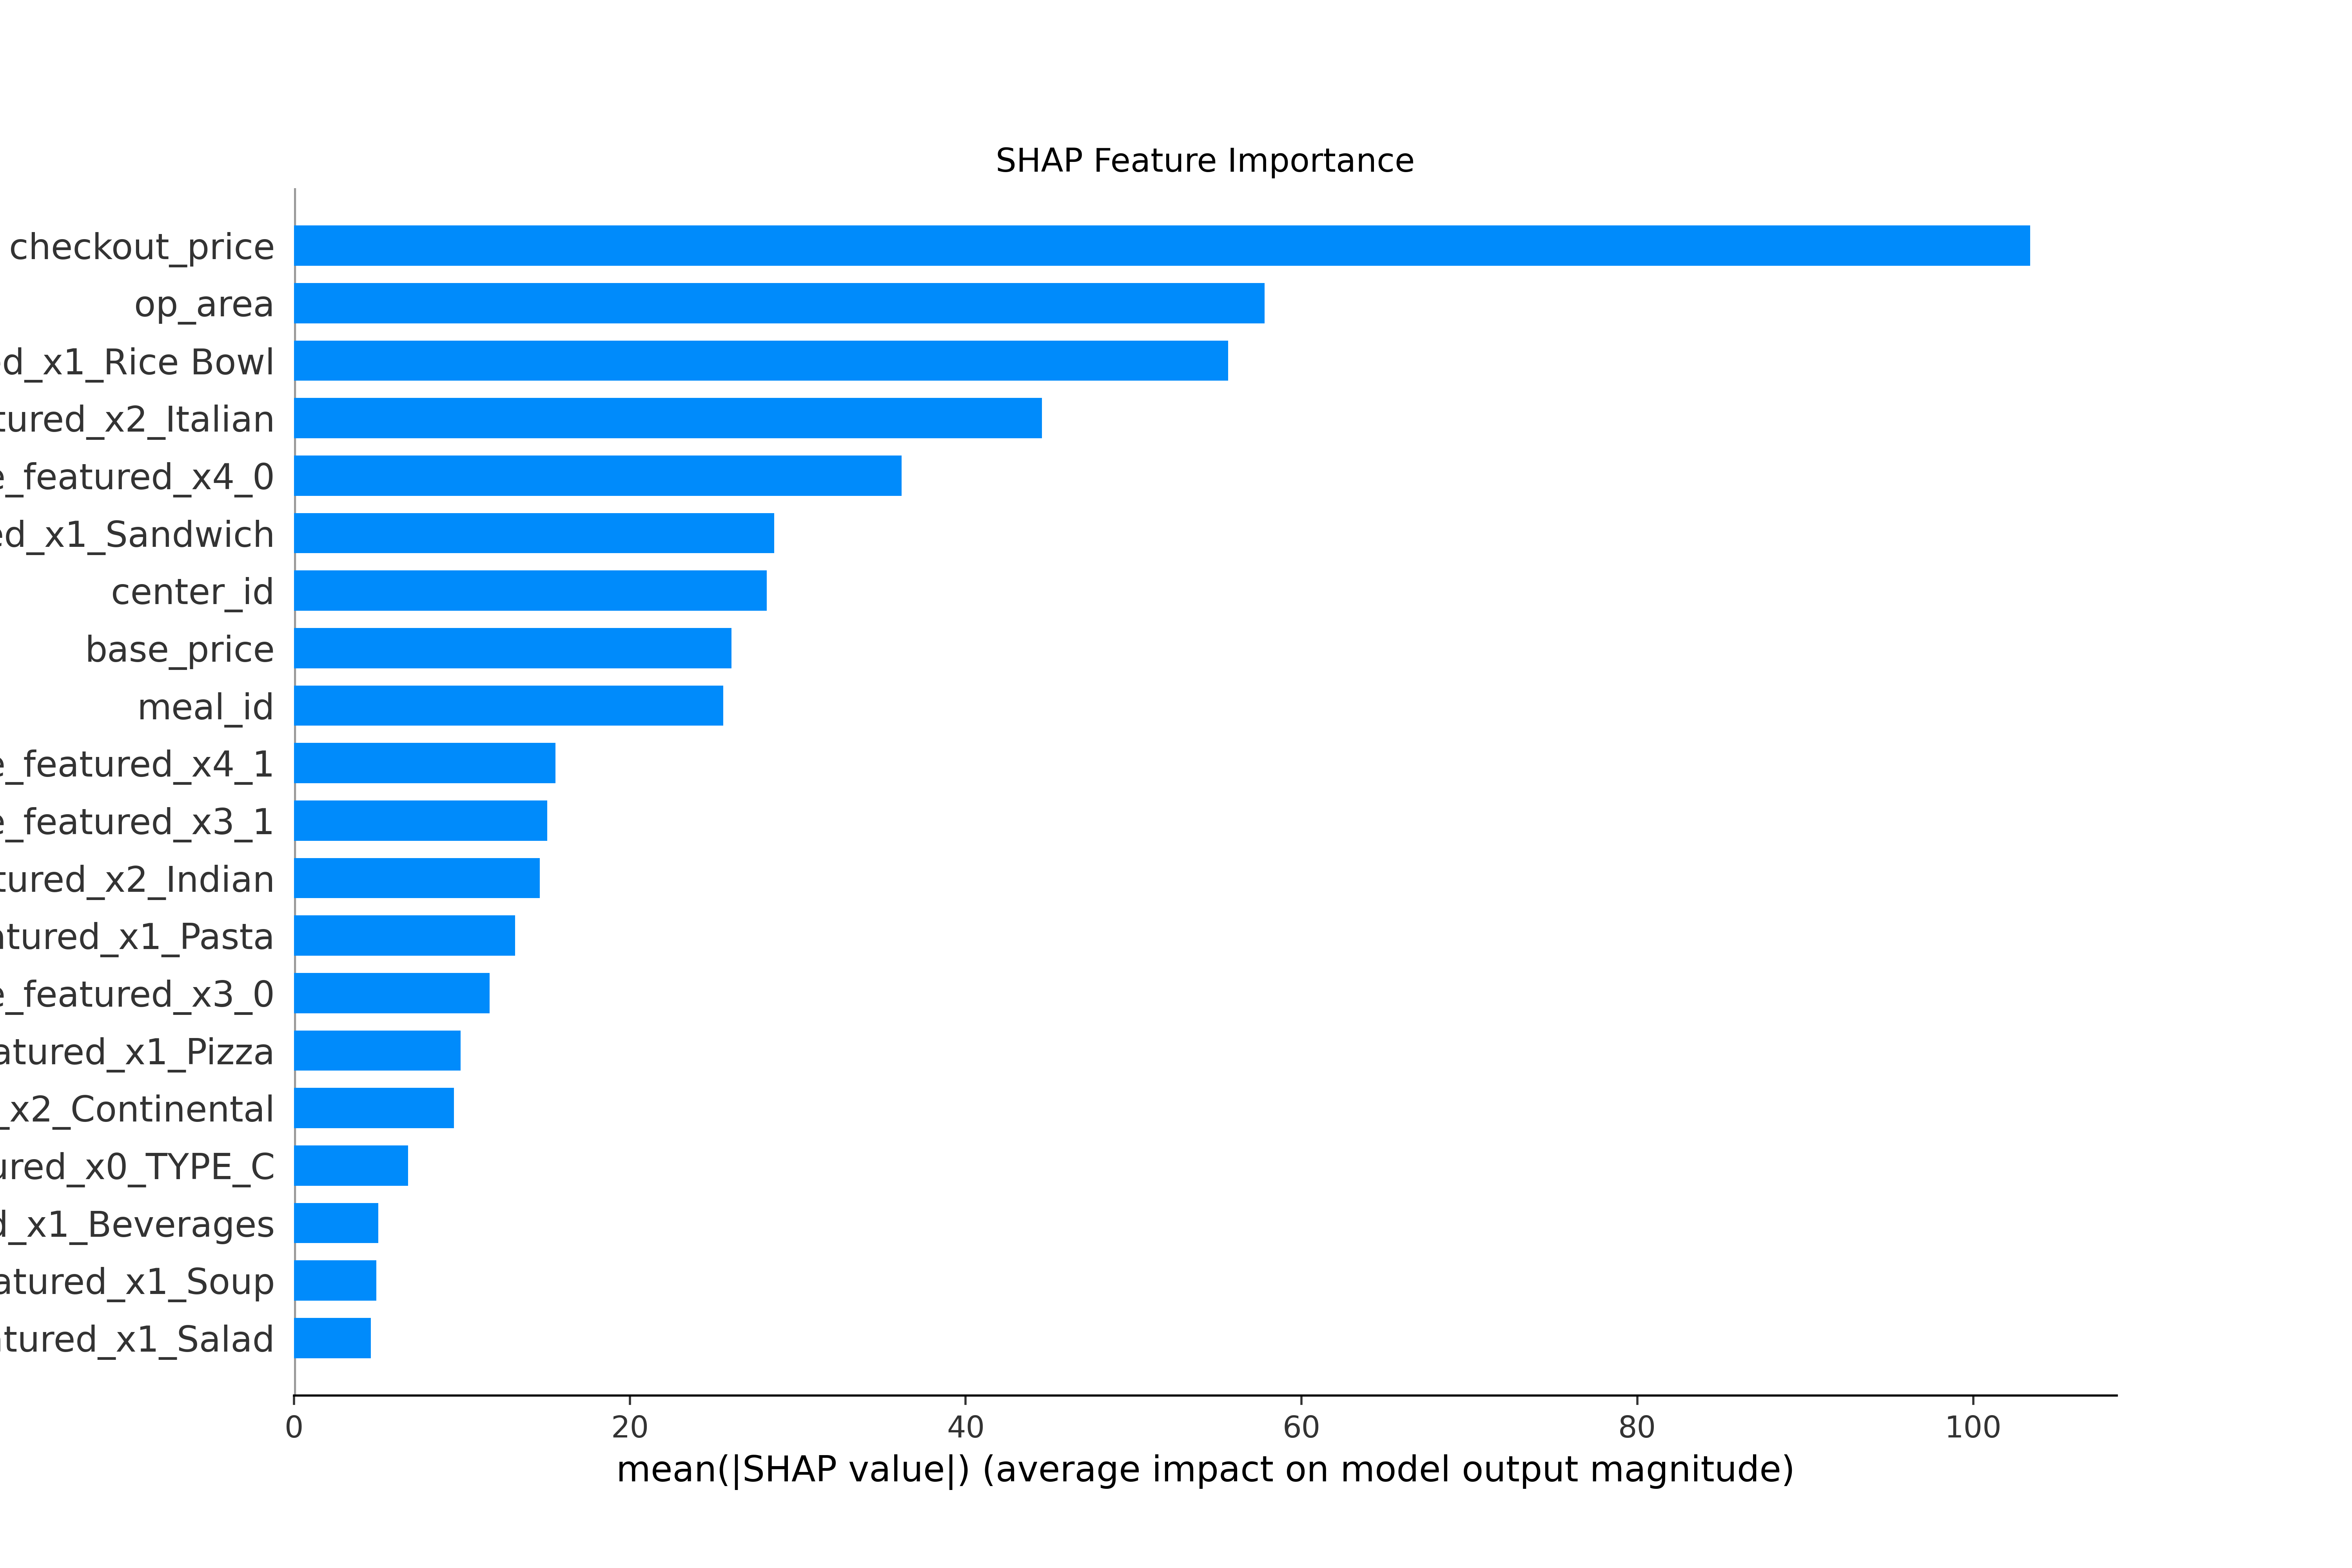 SHAP Feature Importance
checkout_price
op_area
d_x1_Rice Bowl
tured_x2_Italian
e_featured_x4_0
ed_x1_Sandwich
center_id
base_price
meal_id
e_featured_x4_1
e_featured_x3_1
tured_x2_Indian
atured_x1_Pasta
e_featured_x3_0
atured_x1_Pizza
_x2_Continental
ured_x0_TYPE_C
d_x1_Beverages
atured_x1_Soup
atured_x1_Salad
0 20 40 60 80 100
mean(|SHAP value|) (average impact on model output magnitude)